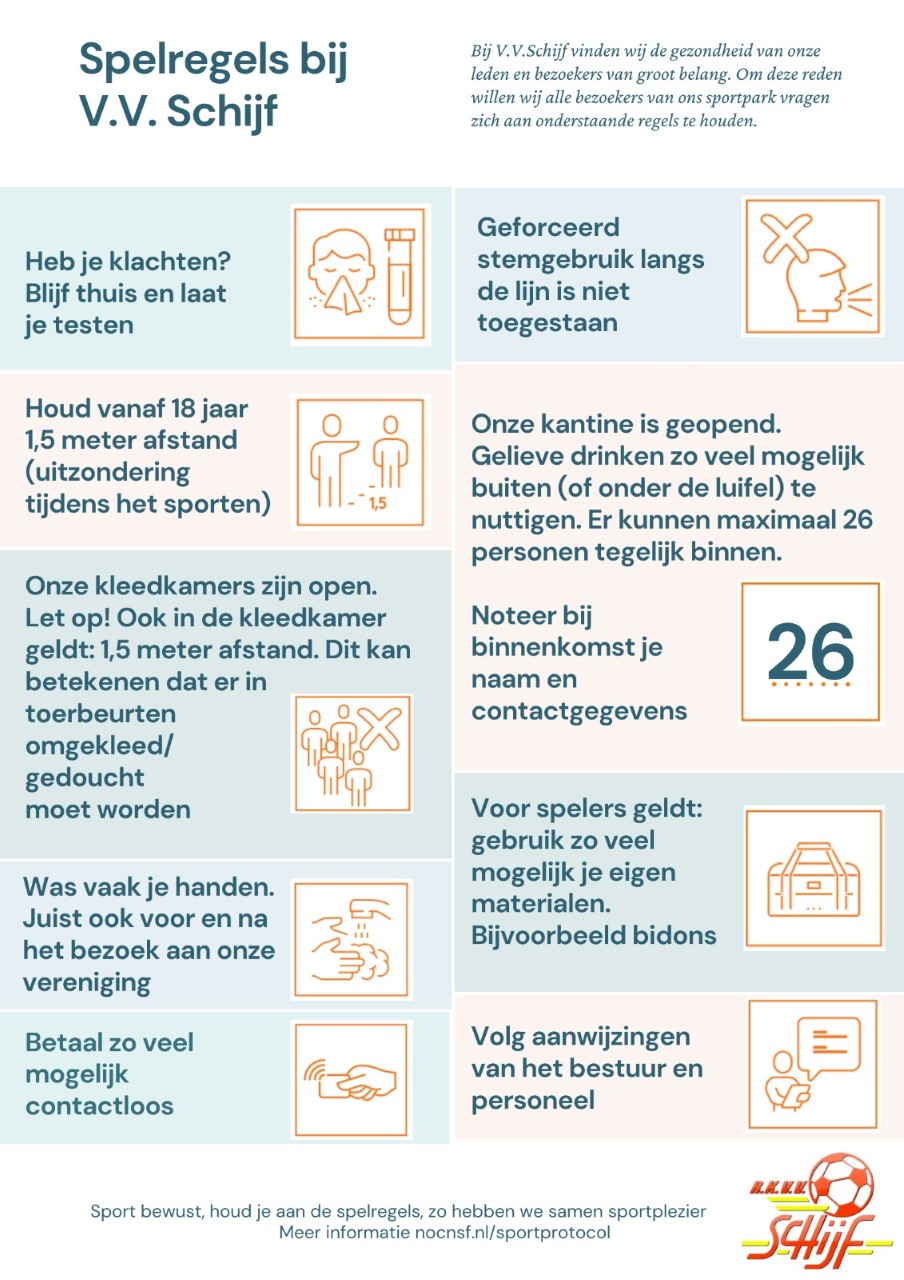 Spelregels bij
V.V. Schijf
Bij V.V.Schijf vinden wij de gezondheid van onze
leden en bezoekers van groot belang. Om deze reden
willen wij alle bezoekers van ons sportpark vragen
zich aan onderstaande regels te houden.
Heb je klachten?
Blijf thuis en laat
je testen
Houd vanaf 18 jaar
1,5 meter afstand
(uitzondering
tijdens het sporten)
1,5
Onze kleedkamers zijn open.
Let op! Ook in de kleedkamer
geldt: 1,5 meter afstand. Dit kan
betekenen dat er in
toerbeurten
omgekleed/
gedoucht
moet worden
Was vaak je handen.
Juist ook voor en na
het bezoek aan onze
vereniging
Betaal zo veel
mogelijk
contactloos
Geforceerd
stemgebruik langs
de lijn is niet
toegestaan
Onze kantine is geopend.
Gelieve drinken zo veel mogelijk
buiten (of onder de luifel) te
nuttigen. Er kunnen maximaal 26
personen tegelijk binnen.
Noteer bij
binnenkomst je
naam en
contactgegevens
26
Voor spelers geldt:
gebruik zo veel
mogelijk je eigen
materialen.
Bijvoorbeeld bidons
Volg aanwijzingen
van het bestuur en
personeel
Sport bewust, houd je aan de spelregels, zo hebben we samen sportplezier
Meer informatie nocnsf.nl/sportprotocol
R.K.V.V.
SCHIJF